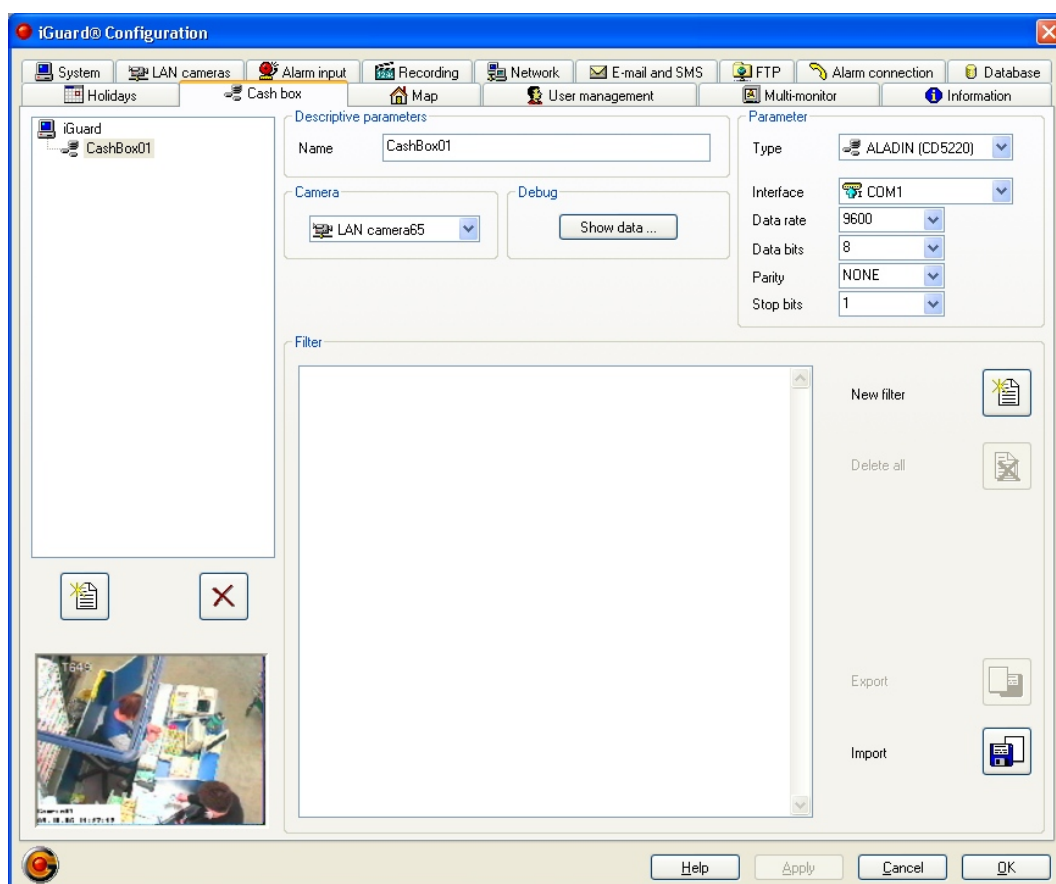 iGuard® Configuration
System LAN cameras Alarm input Recording Network E-mail and SMS FTP Alarm connection Database
Holidays Cash box Map User management Multi-monitor Information
iGuard
CashBox01
Descriptive parameters
Name CashBox01
Camera
LAN camera65
Debug
Show data ...
Parameter
Type ALADIN (CD5220)
Interface COM1
Data rate 9600
Data bits 8
Parity NONE
Stop bits 1
Filter
New filter
Delete all
Export
Import
T649
Help Apply Cancel OK